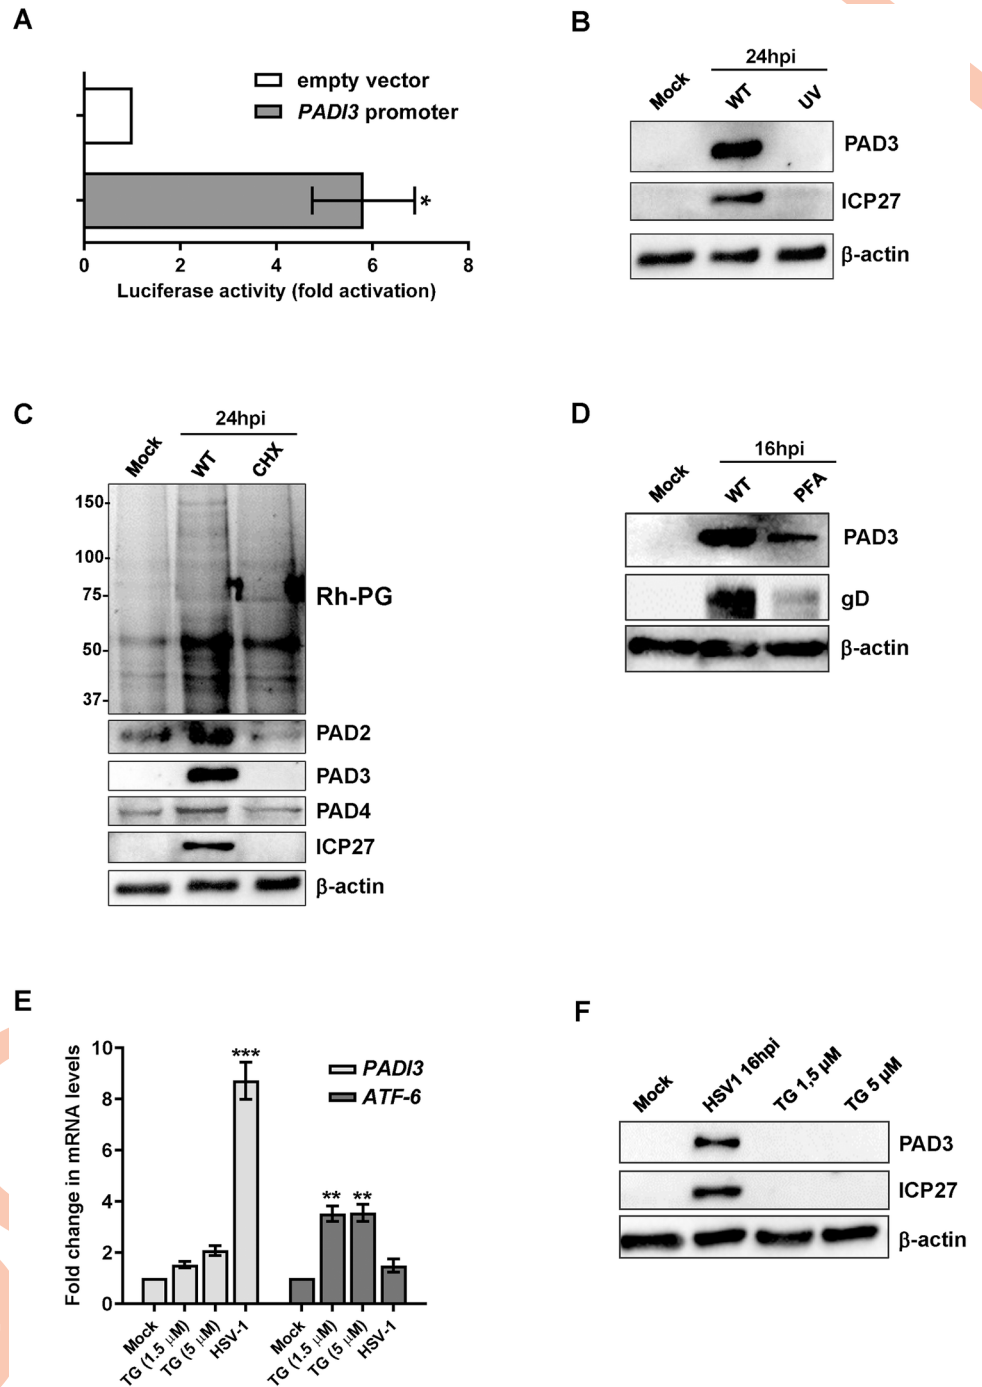 A
empty vector
PADI3 promoter
*
0 2 4 6 8
Luciferase activity (fold activation)
B
24hpi
Mock WT UV
PAD3
ICP27
β-actin
C
24hpi
Mock WT CHX
150
100
75
50
37
Rh-PG
PAD2
PAD3
PAD4
ICP27
β-actin
D
16hpi
Mock WT PFA
PAD3
gD
β-actin
E
Fold change in mRNA levels
10
8
6
4
2
0
***
** **
PADI3
ATF-6
Mock TG (1.5 μM) TG (5 μM) HSV-1 Mock TG (1.5 μM) TG (5 μM) HSV-1
F
Mock HSV1 16hpi TG 1,5 μM TG 5 μM
PAD3
ICP27
β-actin